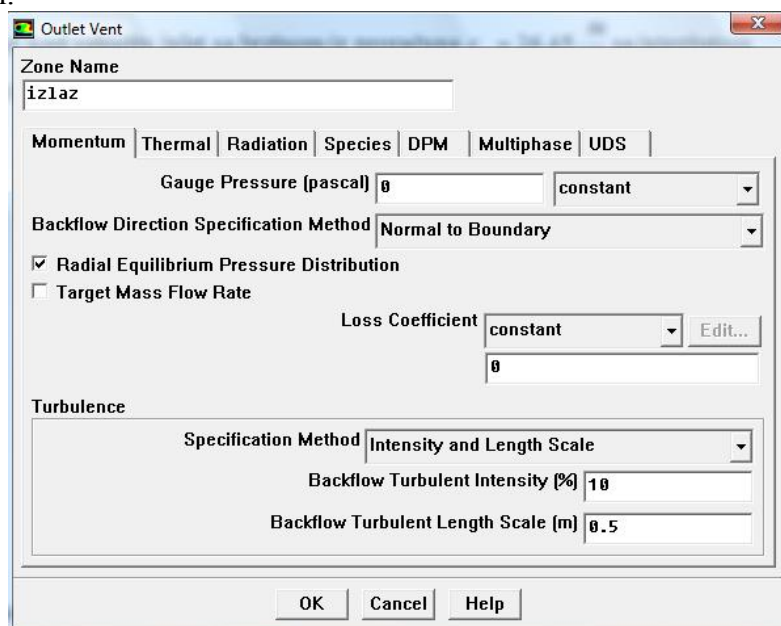 Outlet Vent
Zone Name
izlaz
Momentum Thermal Radiation Species DPM Multiphase UDS
Gauge Pressure (pascal) 0 constant
Backflow Direction Specification Method Normal to Boundary
Radial Equilibrium Pressure Distribution
Target Mass Flow Rate
Loss Coefficient constant Edit...
0
Turbulence
Specification Method Intensity and Length Scale
Backflow Turbulent Intensity (%) 10
Backflow Turbulent Length Scale (m) 0.5
OK Cancel Help